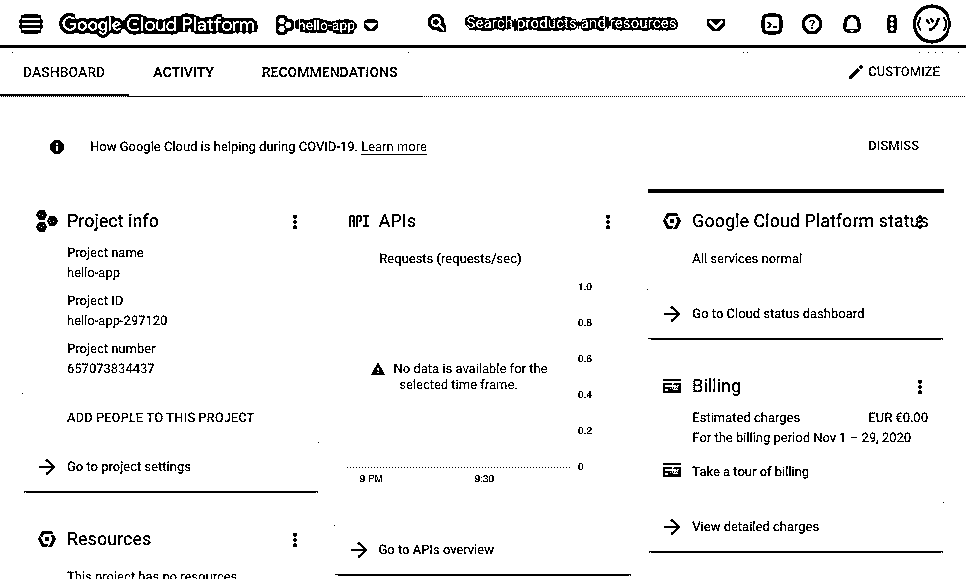 Google Cloud Platform hello-app Search products and resources
DASHBOARD ACTIVITY RECOMMENDATIONS CUSTOMIZE
How Google Cloud is helping during COVID-19. Learn more DISMISS
Project info
Project name
hello-app
Project ID
hello-app-297120
Project number
657073834437
ADD PEOPLE TO THIS PROJECT
Go to project settings
Resources
This project has no resources
API APIs
Requests (requests/sec)
1.0
0.8
0.6
No data is available for the
selected time frame.
0.4
0.2
0
9 PM 9:30
Go to APIs overview
Google Cloud Platform status
All services normal
Go to Cloud status dashboard
Billing
Estimated charges EUR €0.00
For the billing period Nov 1 – 29, 2020
Take a tour of billing
View detailed charges